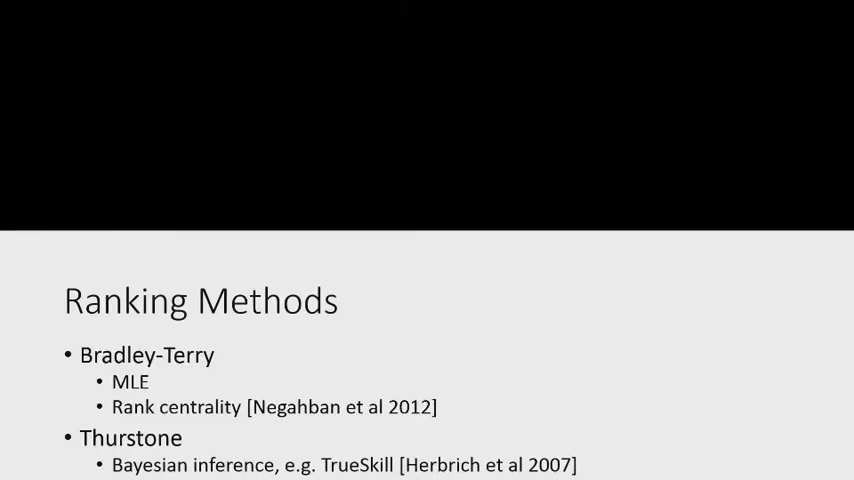 Ranking Methods
• Bradley-Terry
• MLE
• Rank centrality [Negahban et al 2012]
• Thurstone
• Bayesian inference, e.g. TrueSkill [Herbrich et al 2007]